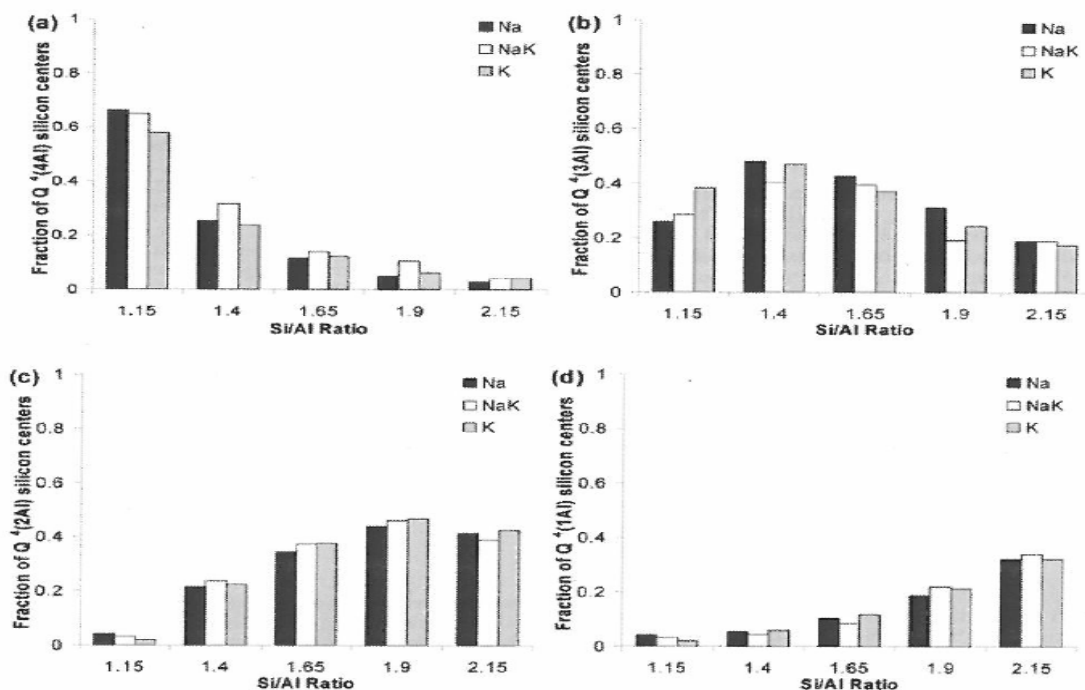 (a)
Fraction of Q⁴(4Al) silicon centers
1
0.8
0.6
0.4
0.2
0
Na
NaK
K
1.15 1.4 1.65 1.9 2.15
Si/Al Ratio
(b)
Fraction of Q⁴(3Al) silicon centers
1
0.8
0.6
0.4
0.2
0
Na
NaK
K
1.15 1.4 1.65 1.9 2.15
Si/Al Ratio
(c)
Fraction of Q⁴(2Al) silicon centers
1
0.8
0.6
0.4
0.2
0
Na
NaK
K
1.15 1.4 1.65 1.9 2.15
Si/Al Ratio
(d)
Fraction of Q⁴(1Al) silicon centers
1
0.8
0.6
0.4
0.2
0
Na
NaK
K
1.15 1.4 1.65 1.9 2.15
Si/Al Ratio